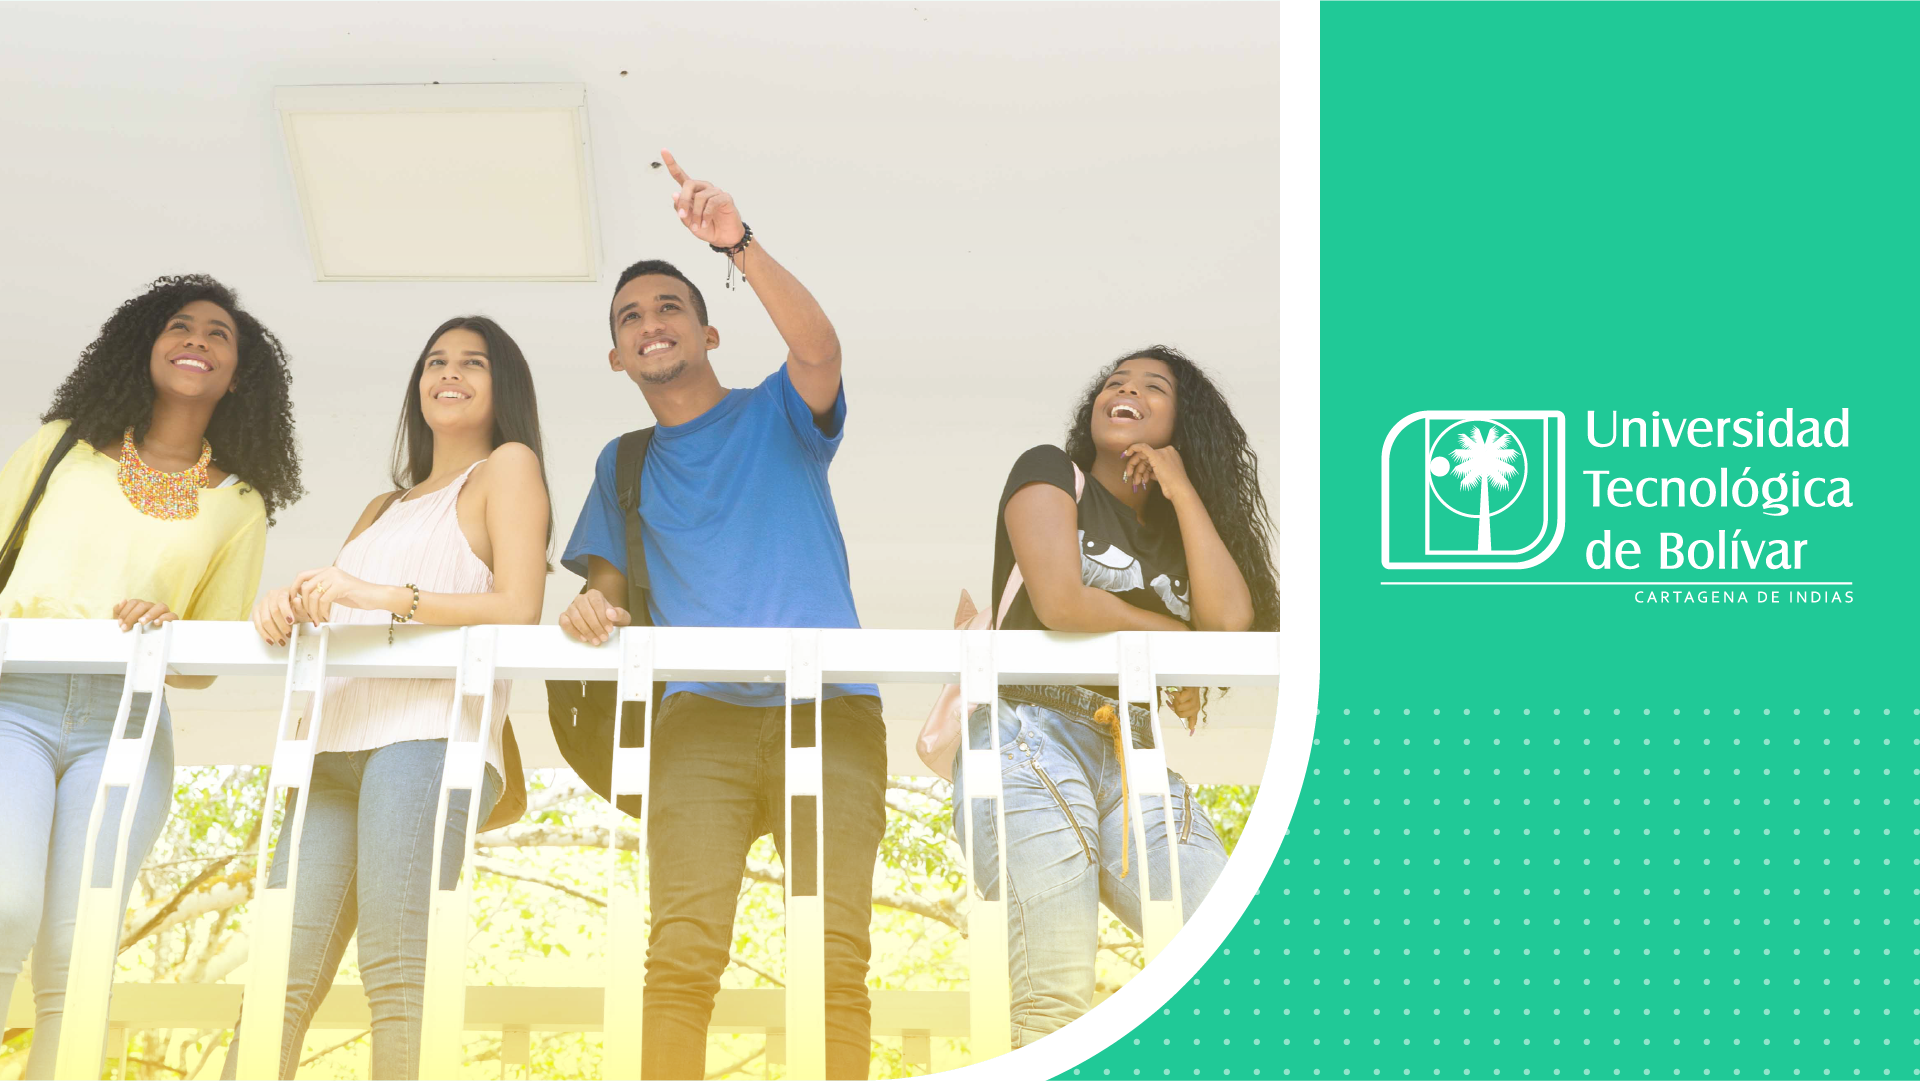 Universidad
Tecnológica
de Bolívar
CARTAGENA DE INDIAS